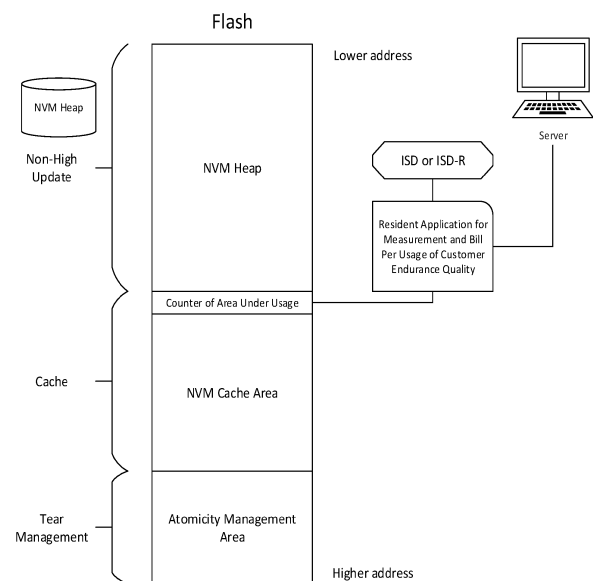 Flash
Lower address
NVM Heap
Server
Non-High
Update
NVM Heap
ISD or ISD-R
Resident Application for
Measurement and Bill
Per Usage of Customer
Endurance Quality
Counter of Area Under Usage
Cache
NVM Cache Area
Tear
Management
Atomicity Management
Area
Higher address